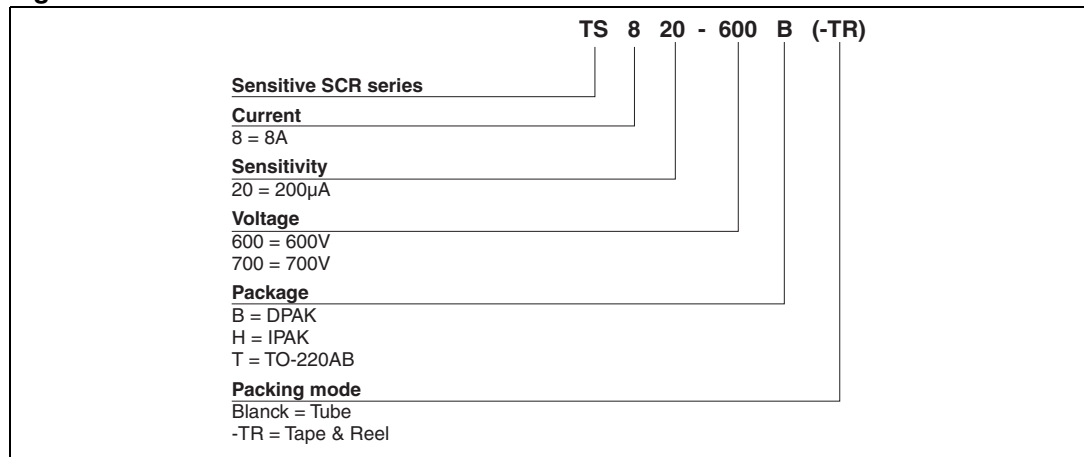 TS 8 20 - 600 B (-TR)
Sensitive SCR series
Current
8 = 8A
Sensitivity
20 = 200µA
Voltage
600 = 600V
700 = 700V
Package
B = DPAK
H = IPAK
T = TO-220AB
Packing mode
Blanck = Tube
-TR = Tape & Reel